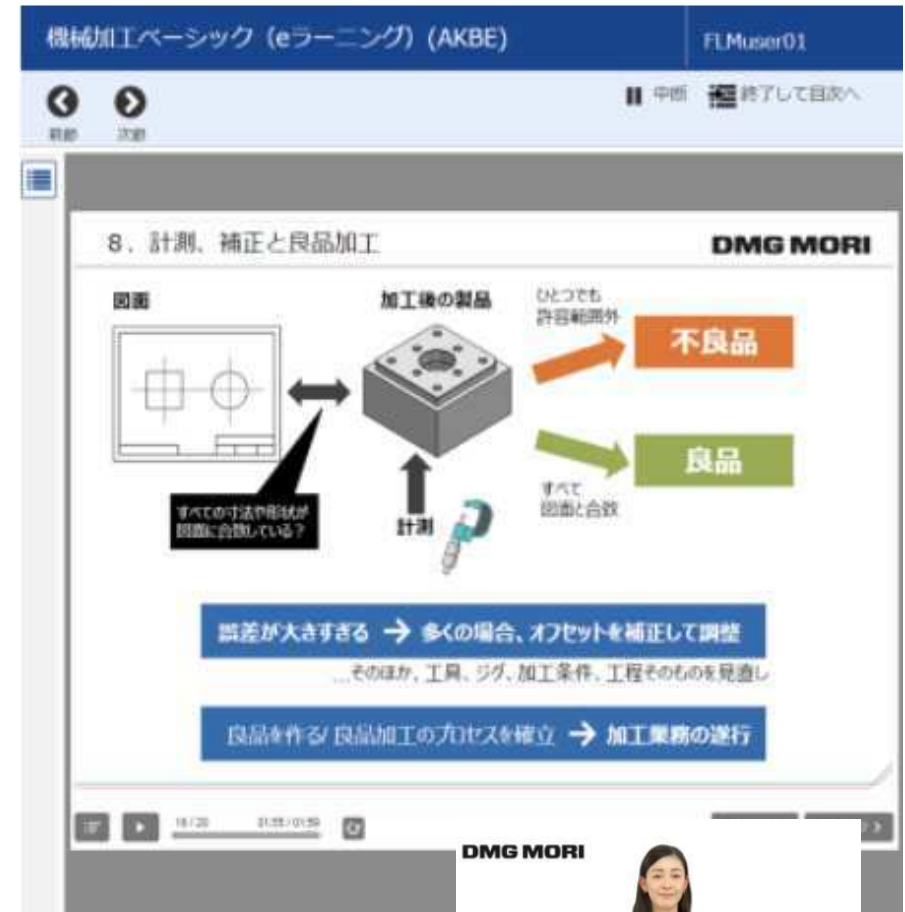 機械加工ベーシック（eラーニング）(AKBE)
FLMuser01
前節
次節
中断
終了して目次へ
8．計測、補正と良品加工
DMG MORI
図面
加工後の製品
ひとつでも
許容範囲外
不良品
すべての寸法や形状が
図面に合致している？
計測
良品
すべて
図面と合致
誤差が大きすぎる → 多くの場合、オフセットを補正して調整
…そのほか、工具、ジグ、加工条件、工程そのものを見直し
良品を作る/ 良品加工のプロセスを確立 → 加工業務の遂行
01:55 / 01:59
DMG MORI